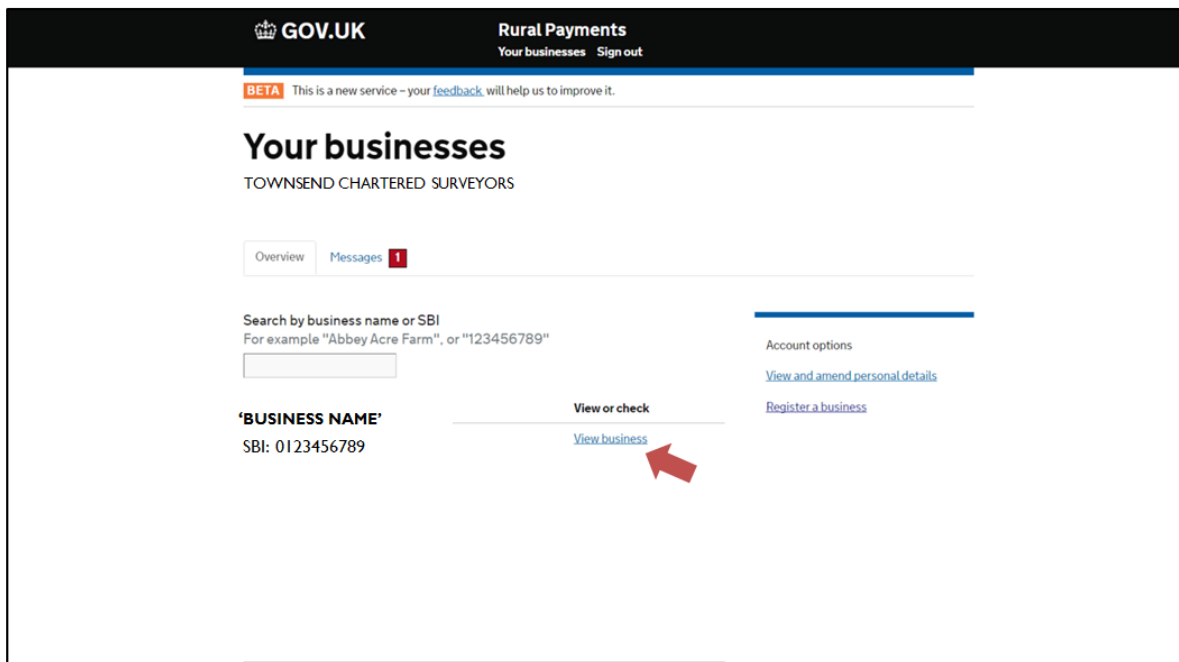 GOV.UK
Rural Payments
Your businesses Sign out
BETA This is a new service – your feedback will help us to improve it.
Your businesses
TOWNSEND CHARTERED SURVEYORS
Overview Messages 1
Search by business name or SBI
For example "Abbey Acre Farm", or "123456789"
Account options
View and amend personal details
Register a business
‘BUSINESS NAME’
SBI: 0123456789
View or check
View business